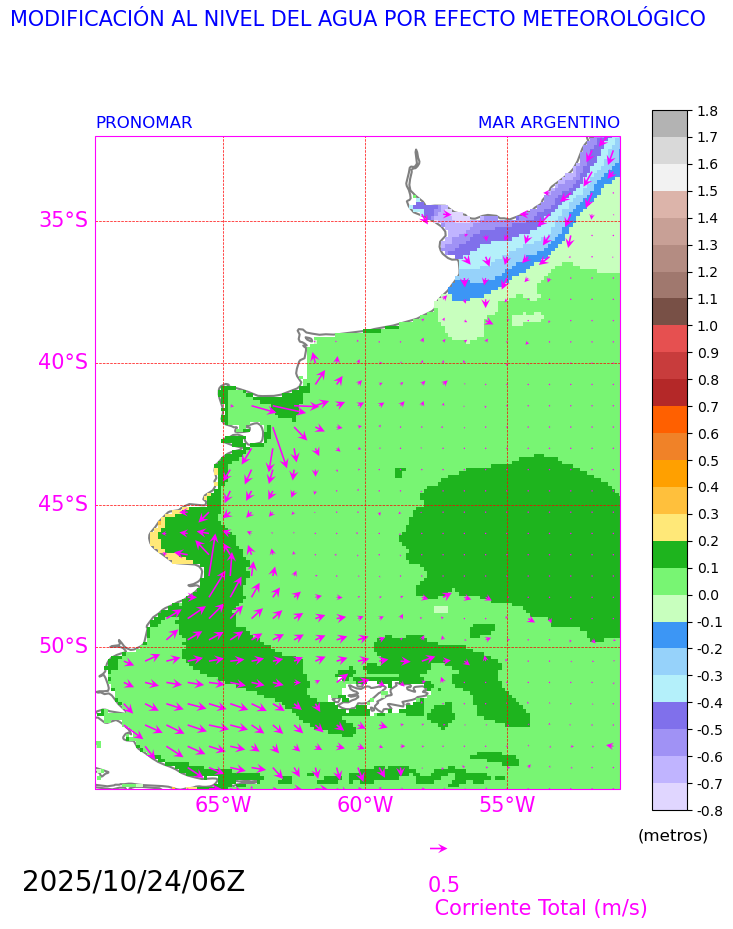 MODIFICACIÓN AL NIVEL DEL AGUA POR EFECTO METEOROLÓGICO
PRONOMAR
MAR ARGENTINO
35°S
40°S
45°S
50°S
65°W
60°W
55°W
1.8
1.7
1.6
1.5
1.4
1.3
1.2
1.1
1.0
0.9
0.8
0.7
0.6
0.5
0.4
0.3
0.2
0.1
0.0
-0.1
-0.2
-0.3
-0.4
-0.5
-0.6
-0.7
-0.8
(metros)
2025/10/24/06Z
0.5
Corriente Total (m/s)